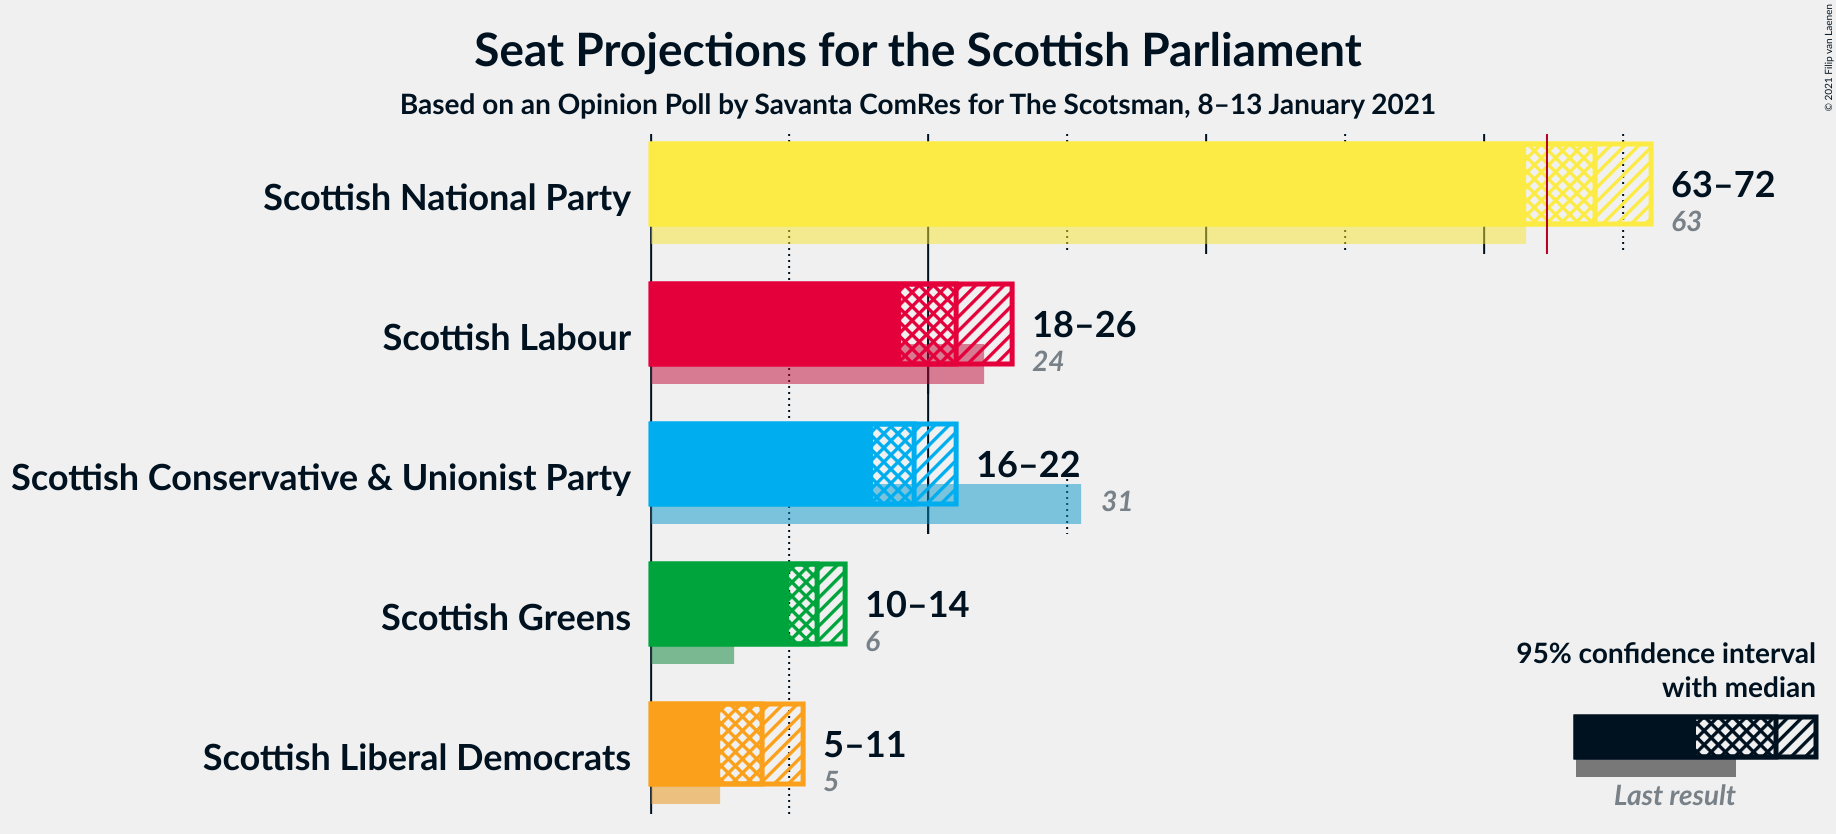 Seat Projections for the Scottish Parliament
Based on an Opinion Poll by Savanta ComRes for The Scotsman, 8–13 January 2021
© 2021 Filip van Laenen
Scottish National Party
63–72
63
Scottish Labour
18–26
24
Scottish Conservative & Unionist Party
16–22
31
Scottish Greens
10–14
6
Scottish Liberal Democrats
5–11
5
95% confidence interval
with median
Last result